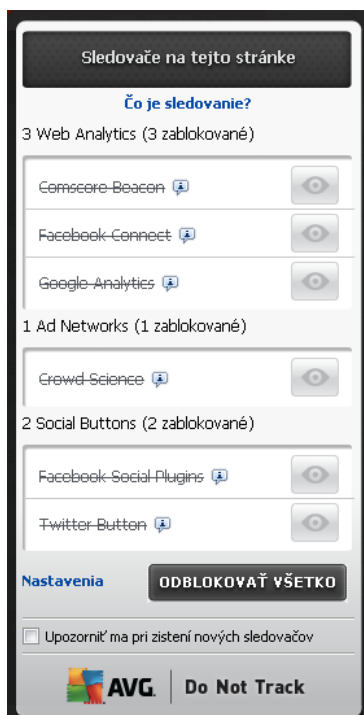 Sledovače na tejto stránke
Čo je sledovanie?
3 Web Analytics (3 zablokované)
Comscore Beacon
Facebook Connect
Google Analytics
1 Ad Networks (1 zablokované)
Crowd Science
2 Social Buttons (2 zablokované)
Facebook Social Plugins
Twitter Button
Nastavenia ODBLOKOVAŤ VŠETKO
Upozorniť ma pri zistení nových sledovačov
AVG. Do Not Track